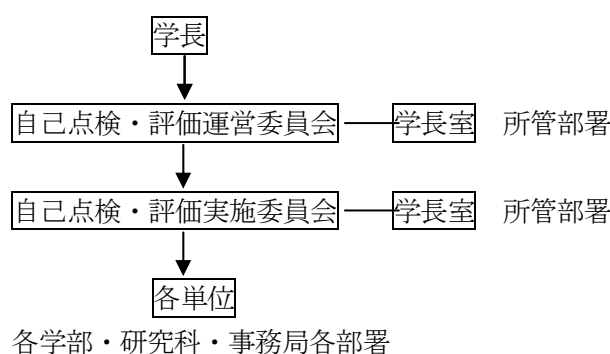 学長
自己点検・評価運営委員会 学長室 所管部署
自己点検・評価実施委員会 学長室 所管部署
各単位
各学部・研究科・事務局各部署